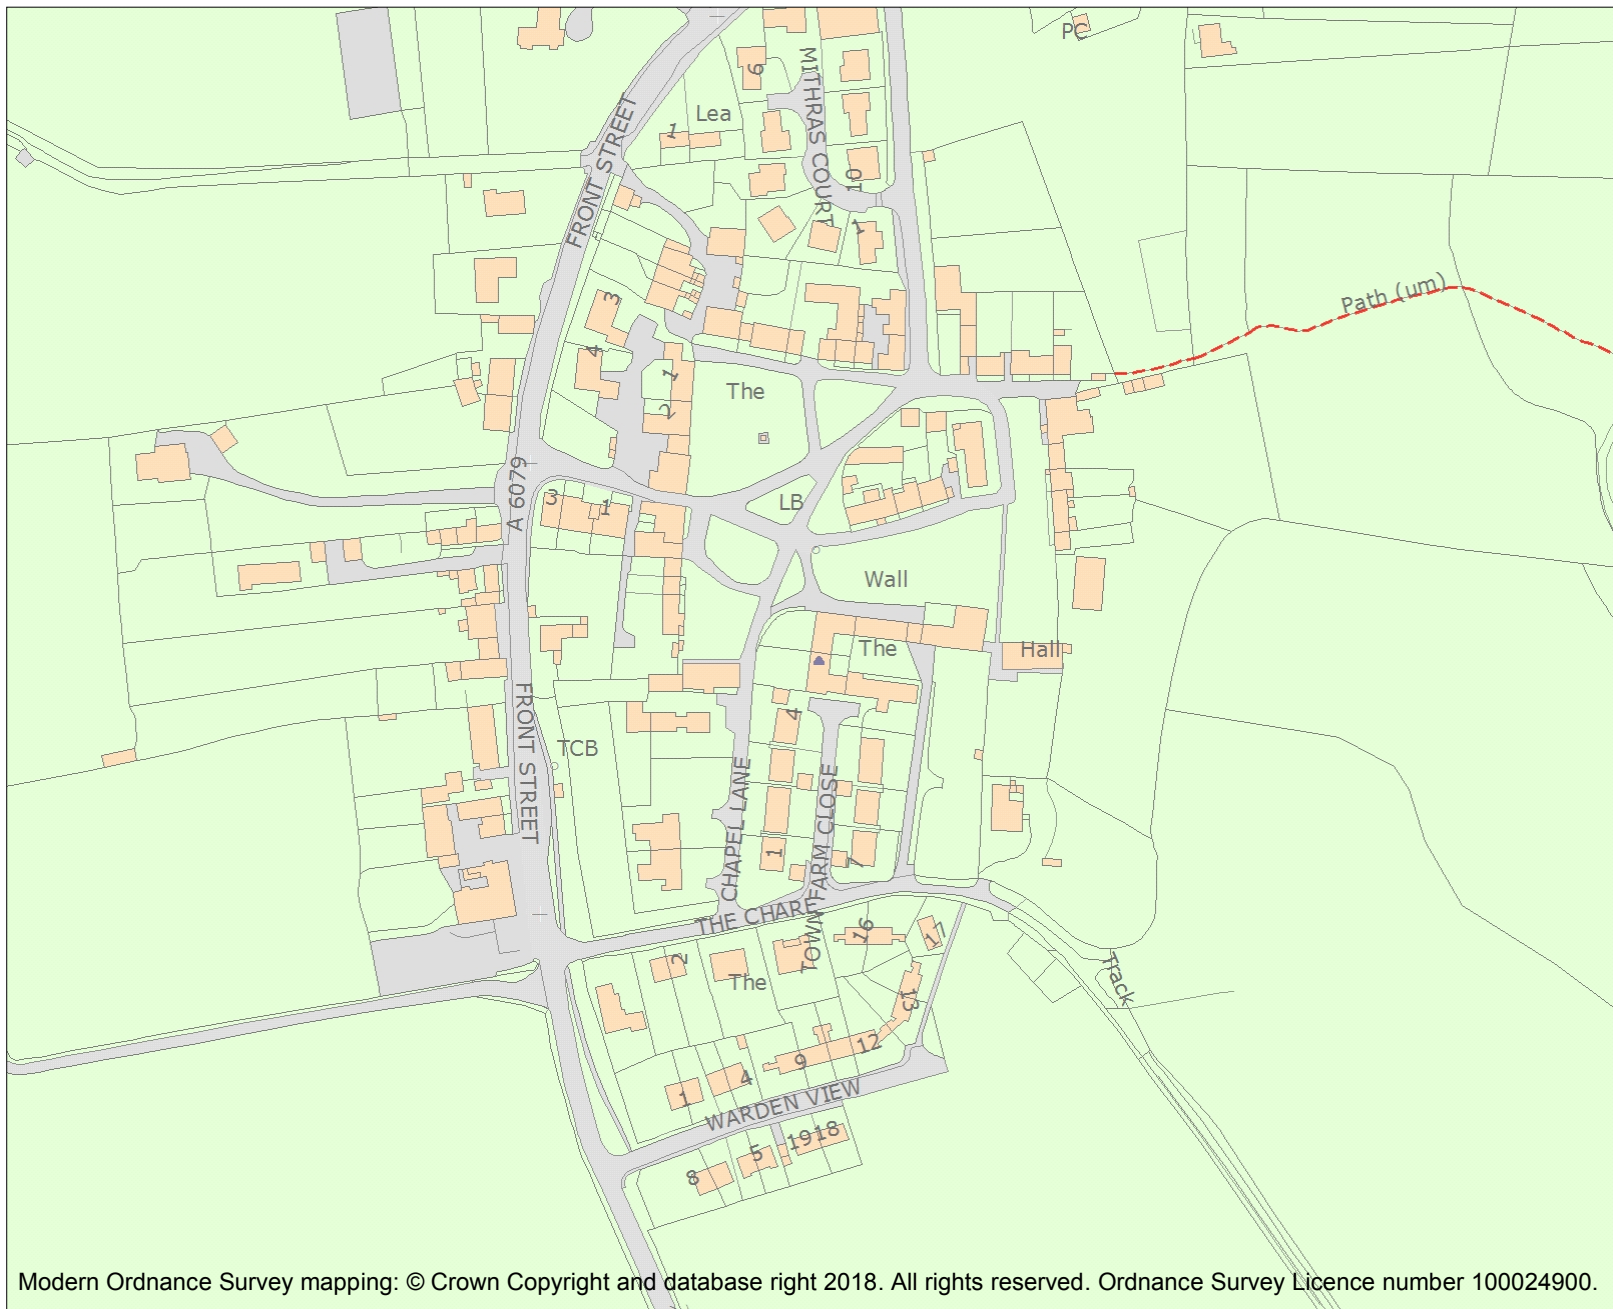 PC
6
MITHRAS COURT
Lea
1
FRONT STREET
10
1
Path (um)
3
4
1
The
2
A 6079
3
1
LB
Wall
The
Hall
FRONT STREET
4
TCB
CHAPEL LANE
TOWN FARM CLOSE
1
7
THE CHARE
16
17
2
The
13
Track
12
9
4
1
WARDEN VIEW
19 18
5
8
Modern Ordnance Survey mapping: © Crown Copyright and database right 2018. All rights reserved. Ordnance Survey Licence number 100024900.